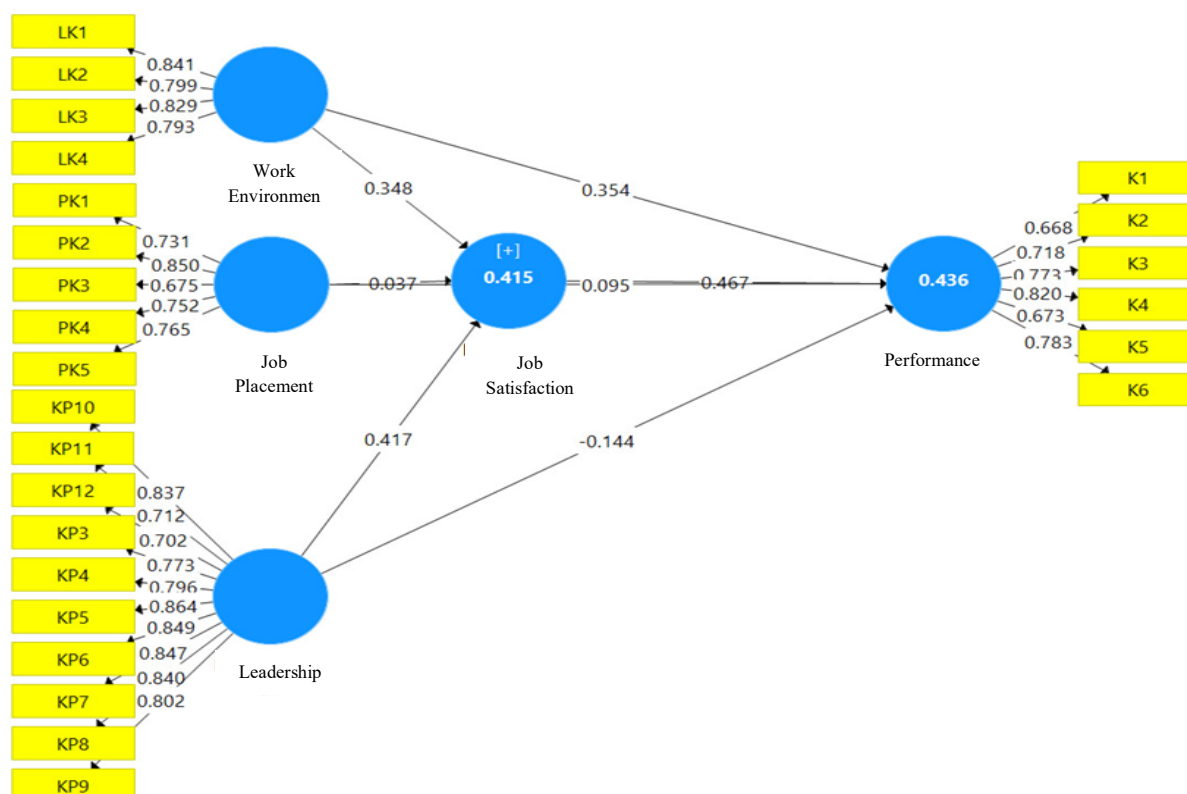 LK1
LK2
LK3
LK4
0.841
0.799
0.829
0.793
Work
Environmen
PK1
PK2
PK3
PK4
PK5
0.731
0.850
0.675
0.752
0.765
Job
Placement
KP10
KP11
KP12
KP3
KP4
KP5
KP6
KP7
KP8
KP9
0.837
0.712
0.702
0.773
0.796
0.864
0.849
0.847
0.840
0.802
Leadership
0.348
0.037
0.417
[+]
0.415
Job
Satisfaction
0.354
0.095
0.467
-0.144
0.436
Performance
0.668
0.718
0.773
0.820
0.673
0.783
K1
K2
K3
K4
K5
K6